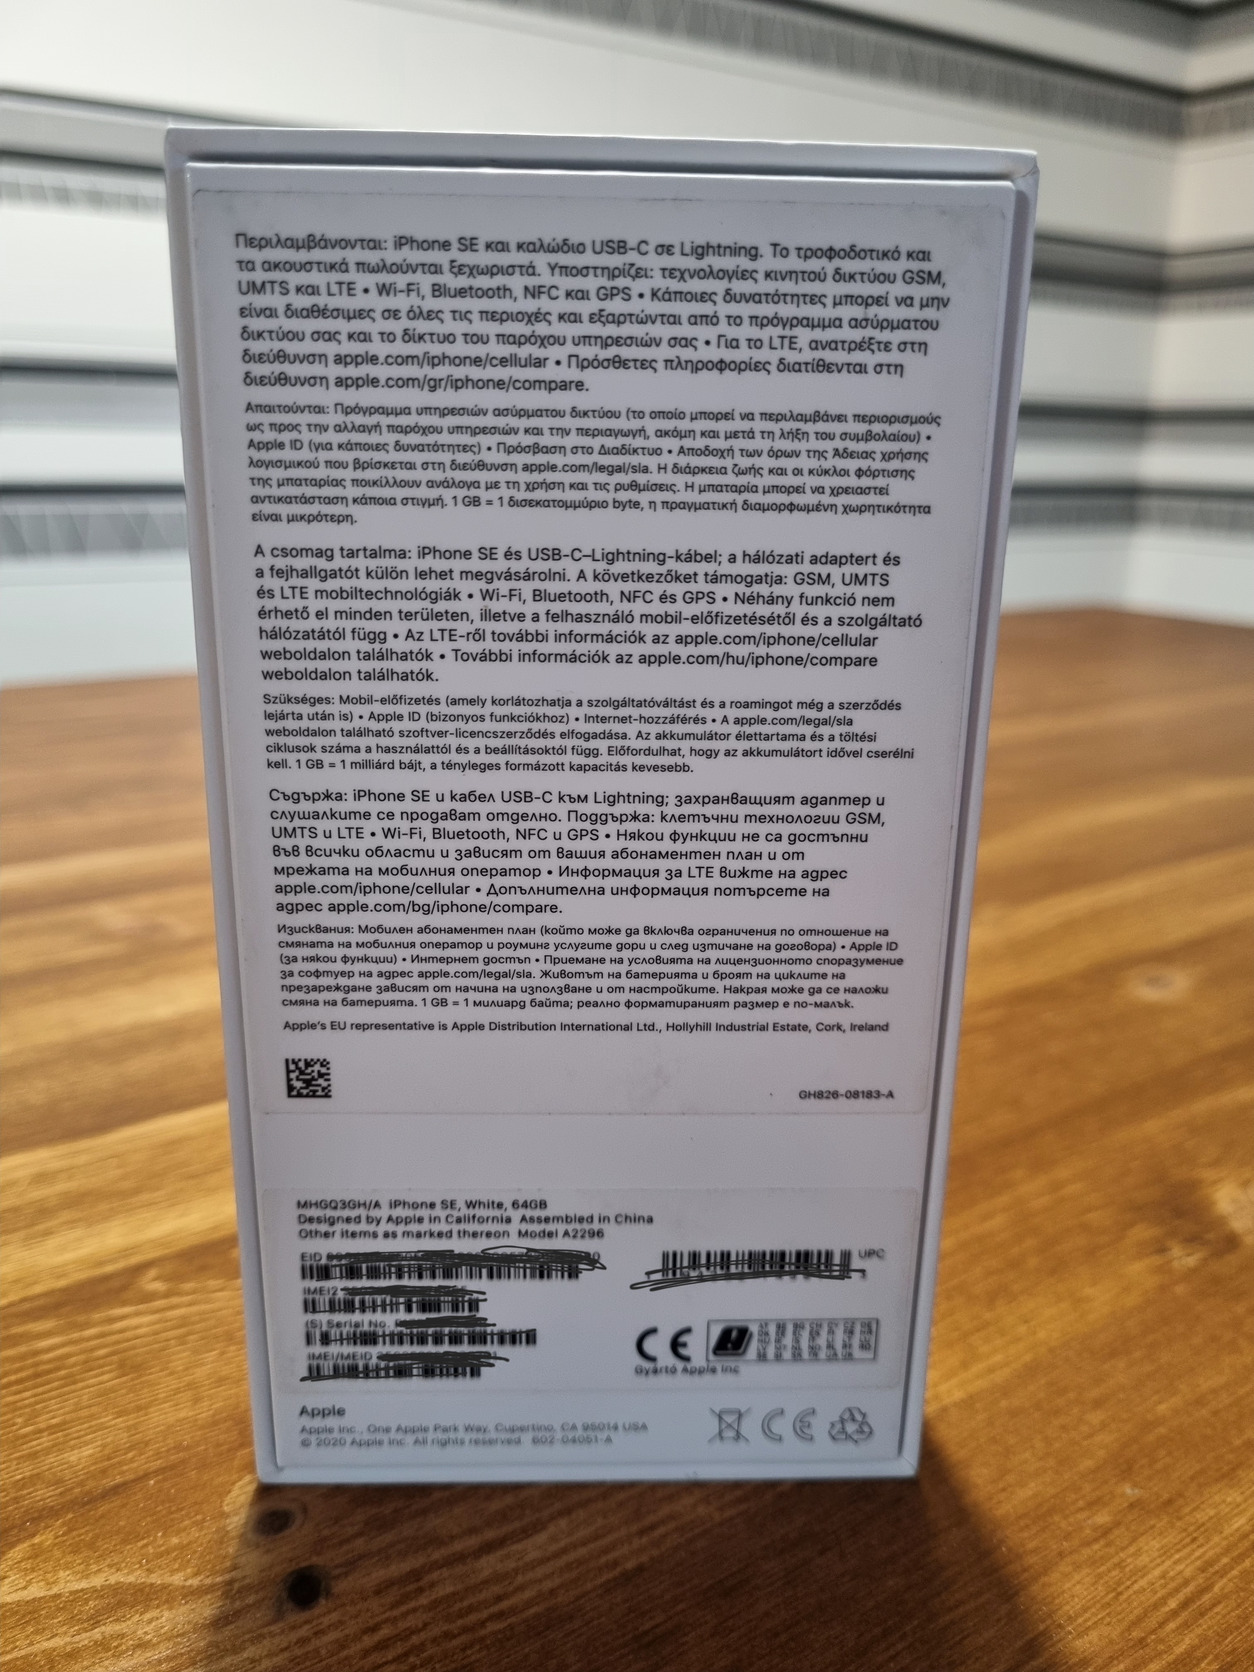 Περιλαμβάνονται: iPhone SE και καλώδιο USB-C σε Lightning. Το τροφοδοτικό και
τα ακουστικά πωλούνται ξεχωριστά. Υποστηρίζει: τεχνολογίες κινητού δικτύου GSM,
UMTS και LTE • Wi-Fi, Bluetooth, NFC και GPS • Κάποιες δυνατότητες μπορεί να μην
είναι διαθέσιμες σε όλες τις περιοχές και εξαρτώνται από το πρόγραμμα ασύρματου
δικτύου σας και το δίκτυο του παρόχου υπηρεσιών σας • Για το LTE, ανατρέξτε στη
διεύθυνση apple.com/iphone/cellular • Πρόσθετες πληροφορίες διατίθενται στη
διεύθυνση apple.com/gr/iphone/compare.
Απαιτούνται: Πρόγραμμα υπηρεσιών ασύρματου δικτύου (το οποίο μπορεί να περιλαμβάνει περιορισμούς
ως προς την αλλαγή παρόχου υπηρεσιών και την περιαγωγή, ακόμη και μετά τη λήξη του συμβολαίου) •
Apple ID (για κάποιες δυνατότητες) • Πρόσβαση στο Διαδίκτυο • Αποδοχή των όρων της Άδειας χρήσης
λογισμικού που βρίσκεται στη διεύθυνση apple.com/legal/sla. Η διάρκεια ζωής και οι κύκλοι φόρτισης
της μπαταρίας ποικίλλουν ανάλογα με τη χρήση και τις ρυθμίσεις. Η μπαταρία μπορεί να χρειαστεί
αντικατάσταση κάποια στιγμή. 1 GB = 1 δισεκατομμύριο byte, η πραγματική διαμορφωμένη χωρητικότητα
είναι μικρότερη.
A csomag tartalma: iPhone SE és USB-C–Lightning-kábel; a hálózati adaptert és
a fejhallgatót külön lehet megvásárolni. A következőket támogatja: GSM, UMTS
és LTE mobiltechnológiák • Wi-Fi, Bluetooth, NFC és GPS • Néhány funkció nem
érhető el minden területen, illetve a felhasználó mobil-előfizetésétől és a szolgáltató
hálózatától függ • Az LTE-ről további információk az apple.com/iphone/cellular
weboldalon találhatók • További információk az apple.com/hu/iphone/compare
weboldalon találhatók.
Szükséges: Mobil-előfizetés (amely korlátozhatja a szolgáltatóváltást és a roamingot még a szerződés
lejárta után is) • Apple ID (bizonyos funkciókhoz) • Internet-hozzáférés • A apple.com/legal/sla
weboldalon található szoftver-licencszerződés elfogadása. Az akkumulátor élettartama és a töltési
ciklusok száma a használattól és a beállításoktól függ. Előfordulhat, hogy az akkumulátort idővel cserélni
kell. 1 GB = 1 milliárd bájt, a tényleges formázott kapacitás kevesebb.
Съдържа: iPhone SE и кабел USB-C към Lightning; захранващият адаптер и
слушалките се продават отделно. Поддържа: клетъчни технологии GSM,
UMTS и LTE • Wi-Fi, Bluetooth, NFC и GPS • Някои функции не са достъпни
във всички области и зависят от вашия абонаментен план и от
мрежата на мобилния оператор • Информация за LTE вижте на адрес
apple.com/iphone/cellular • Допълнителна информация потърсете на
адрес apple.com/bg/iphone/compare.
Изисквания: Мобилен абонаментен план (който може да включва ограничения по отношение на
смяната на мобилния оператор и роуминг услугите дори и след изтичане на договора) • Apple ID
(за някои функции) • Интернет достъп • Приемане на условията на лицензионното споразумение
за софтуер на адрес apple.com/legal/sla. Животът на батерията и броят на циклите на
презареждане зависят от начина на използване и от настройките. Накрая може да се наложи
смяна на батерията. 1 GB = 1 милиард байта; реално форматираният размер е по-малък.
Apple's EU representative is Apple Distribution International Ltd., Hollyhill Industrial Estate, Cork, Ireland
GH826-08183-A
MHGQ3GH/A iPhone SE, White, 64GB
Designed by Apple in California Assembled in China
Other items as marked thereon Model A2296
EID
UPC
IMEI2
(S) Serial No.
IMEI/MEID
CE
Gyártó Apple Inc
Apple
Apple Inc., One Apple Park Way, Cupertino, CA 95014 USA
© 2020 Apple Inc. All rights reserved. 602-04051-A
CE